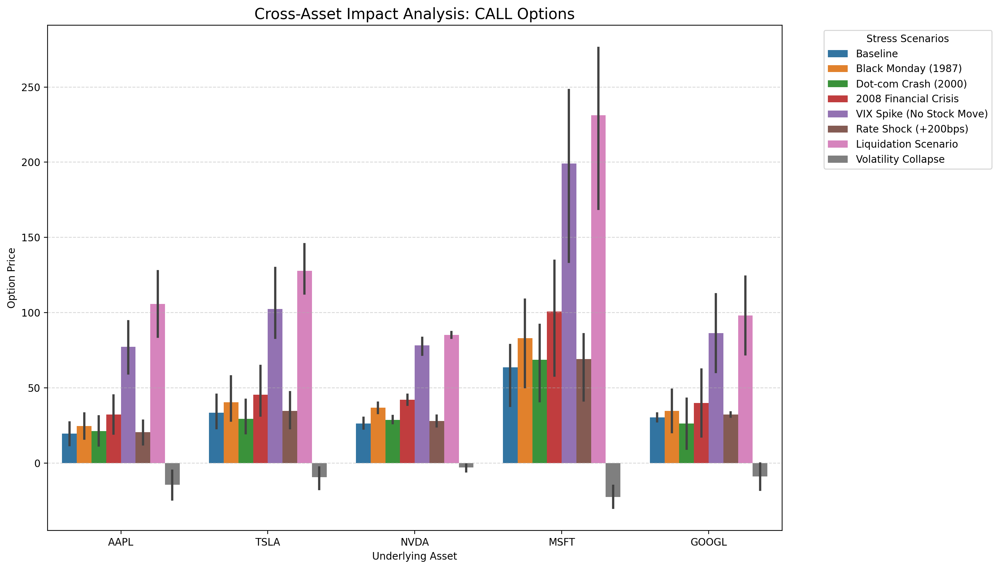 Cross-Asset Impact Analysis: CALL Options
Option Price
250
200
150
100
50
0
AAPL
TSLA
NVDA
MSFT
GOOGL
Underlying Asset
Stress Scenarios
Baseline
Black Monday (1987)
Dot-com Crash (2000)
2008 Financial Crisis
VIX Spike (No Stock Move)
Rate Shock (+200bps)
Liquidation Scenario
Volatility Collapse